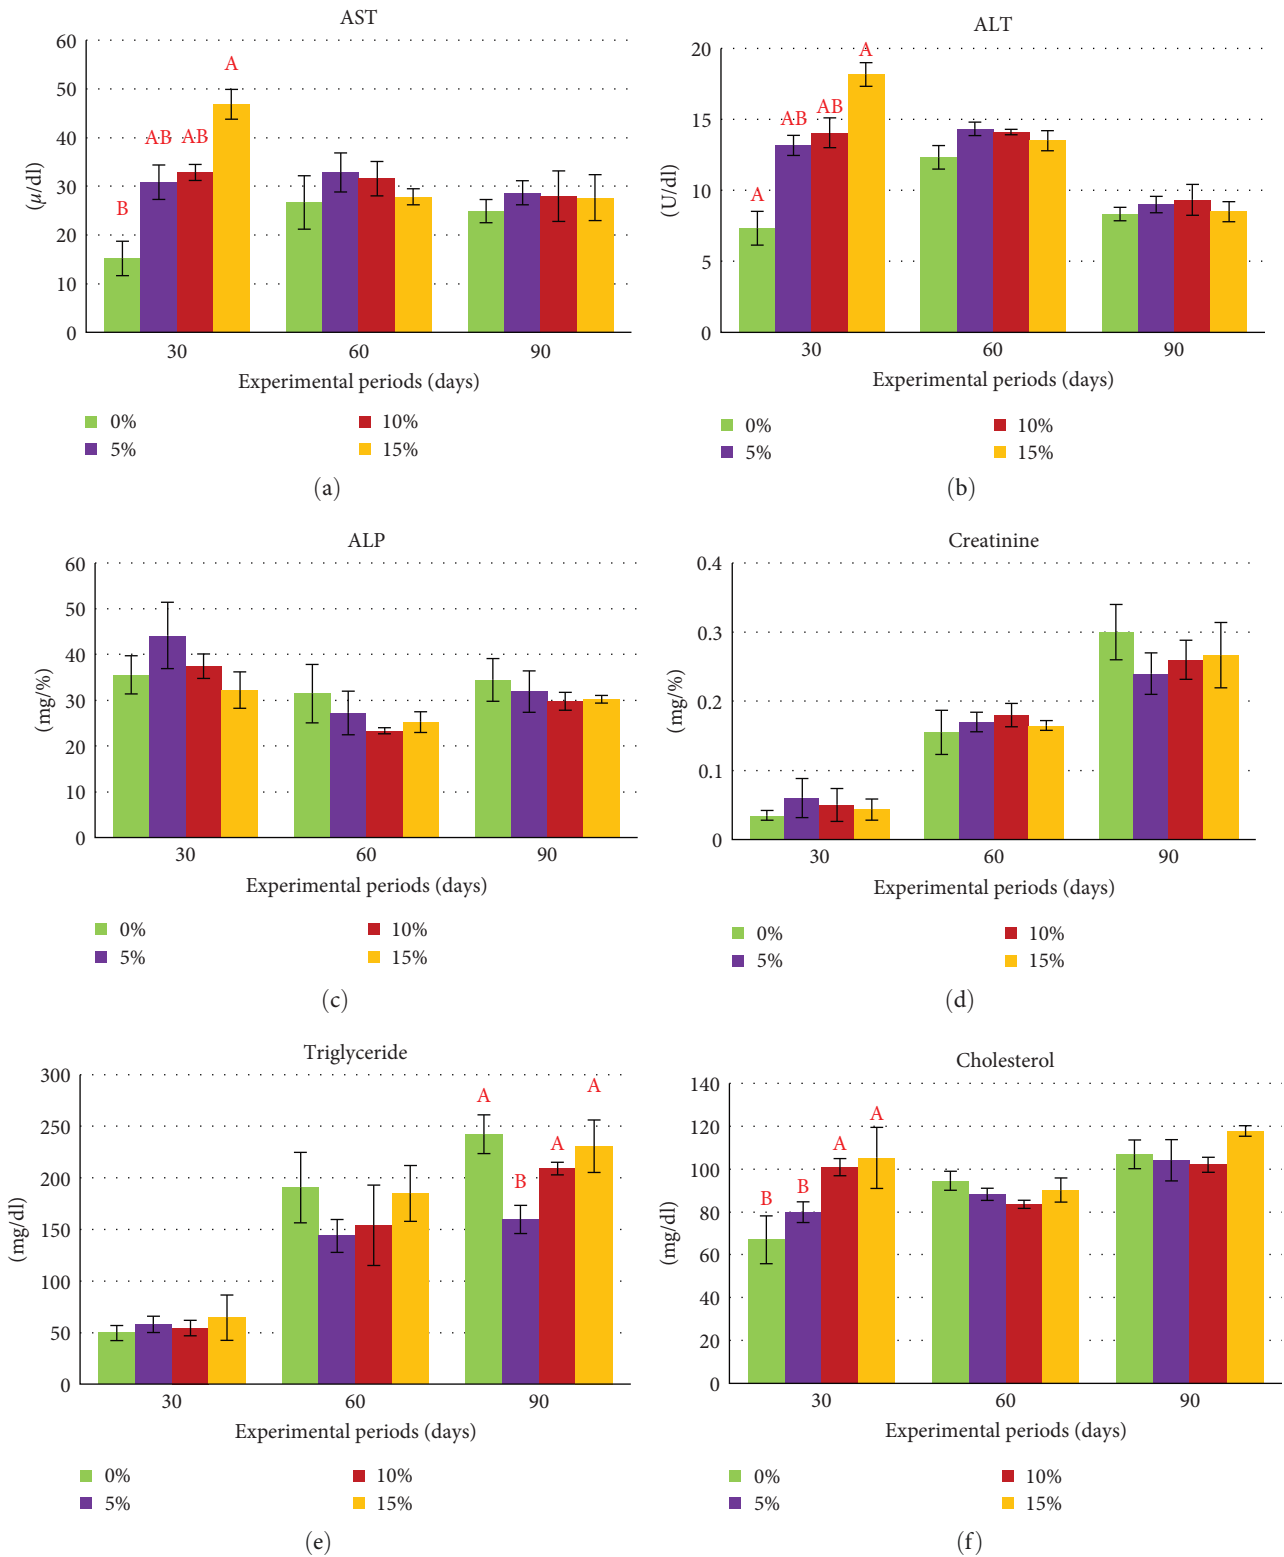 AST
60
50
40
30
20
10
0
(μ/dl)
B
AB
AB
A
30
60
90
Experimental periods (days)
0%
5%
10%
15%
(a)
ALT
20
15
10
5
0
(U/dl)
A
AB
AB
A
30
60
90
Experimental periods (days)
0%
5%
10%
15%
(b)
ALP
60
50
40
30
20
10
0
(mg/%)
30
60
90
Experimental periods (days)
0%
5%
10%
15%
(c)
Creatinine
0.4
0.3
0.2
0.1
0
(mg/%)
30
60
90
Experimental periods (days)
0%
5%
10%
15%
(d)
Triglyceride
300
250
200
150
100
50
0
(mg/dl)
A
B
A
A
30
60
90
Experimental periods (days)
0%
5%
10%
15%
(e)
Cholesterol
140
120
100
80
60
40
20
0
(mg/dl)
B
B
A
A
30
60
90
Experimental periods (days)
0%
5%
10%
15%
(f)